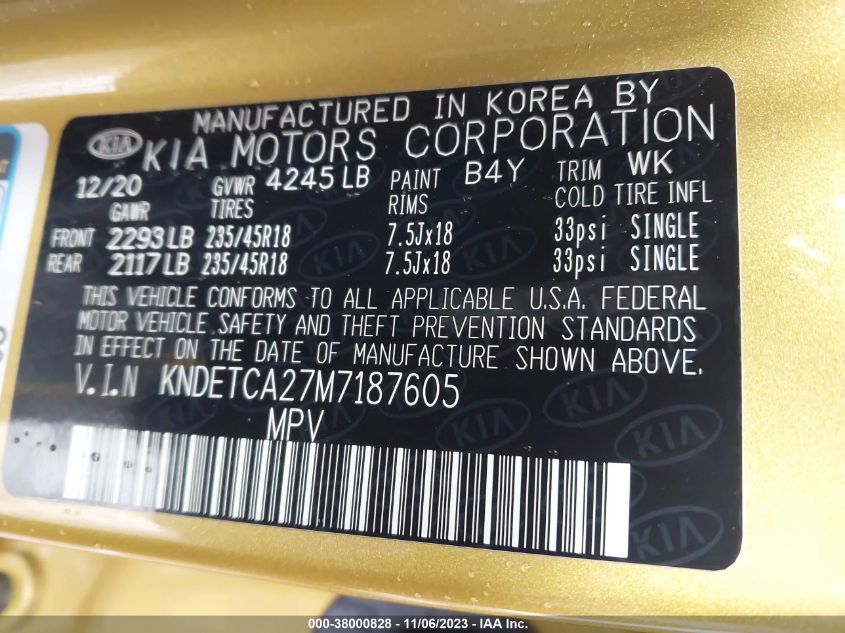 MANUFACTURED IN KOREA BY
KIA KIA MOTORS CORPORATION
12/20 GVWR 4245 LB PAINT B4Y TRIM WK
GAWR TIRES RIMS COLD TIRE INFL
FRONT 2293 LB 235/45R18 7.5Jx18 33psi SINGLE
REAR 2117 LB 235/45R18 7.5Jx18 33psi SINGLE
THIS VEHICLE CONFORMS TO ALL APPLICABLE U.S.A. FEDERAL
MOTOR VEHICLE SAFETY AND THEFT PREVENTION STANDARDS
IN EFFECT ON THE DATE OF MANUFACTURE SHOWN ABOVE.
V.I.N KNDETCA27M7187605
MPV
000-38000828 - 11/06/2023 - IAA Inc.